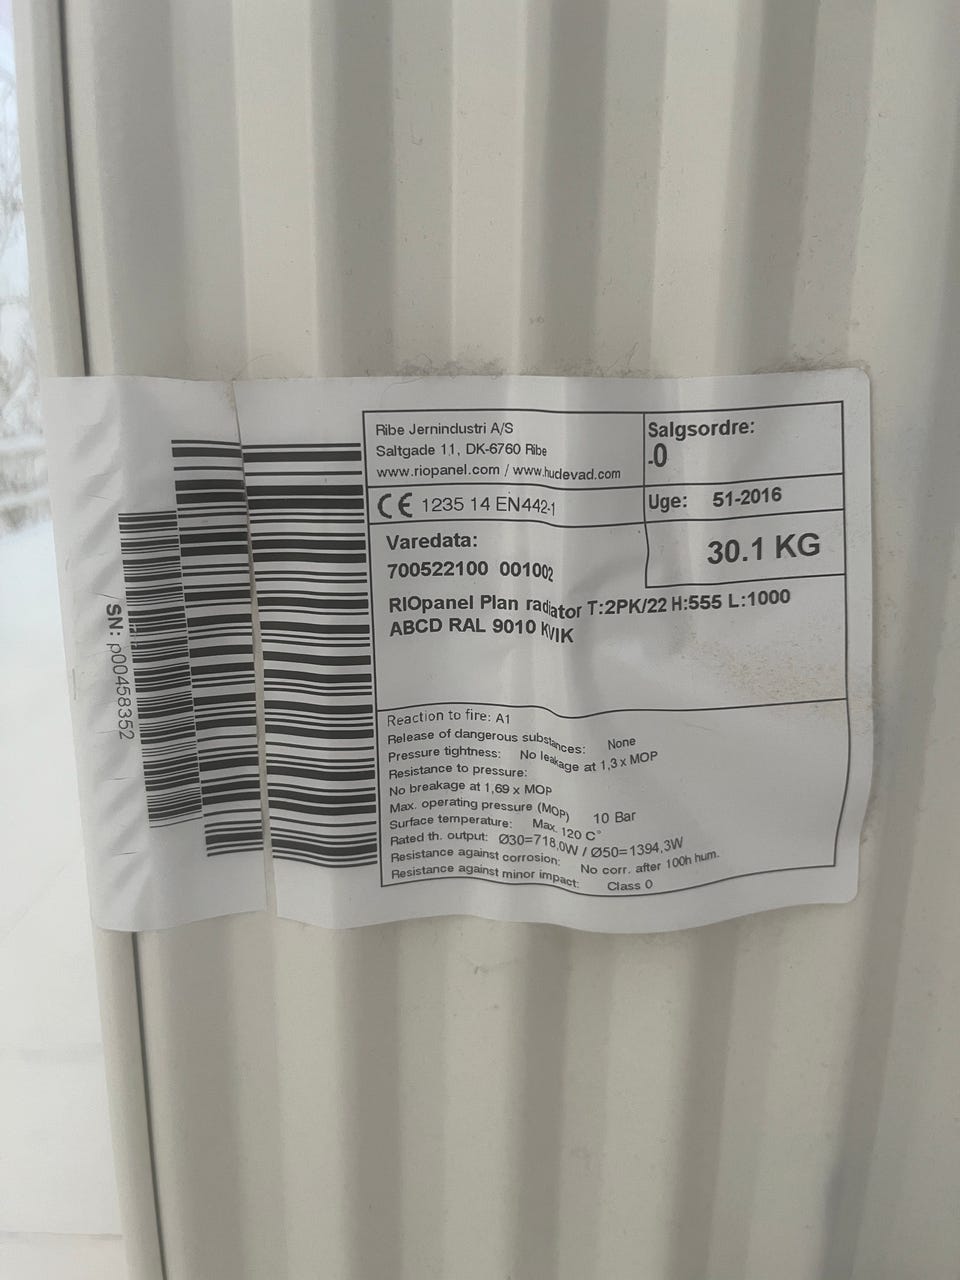 Ribe Jernindustri A/S
Saltgade 11, DK-6760 Ribe
www.riopanel.com / www.hudevad.com
Salgsordre:
-0
CE 1235 14 EN442-1
Uge: 51-2016
Varedata:
700522100 001002
30.1 KG
RIOpanel Plan radiator T:2PK/22 H:555 L:1000
ABCD RAL 9010 KVIK
Reaction to fire: A1
Release of dangerous substances: None
Pressure tightness: No leakage at 1,3 x MOP
Resistance to pressure:
No breakage at 1,69 x MOP
Max. operating pressure (MOP) 10 Bar
Surface temperature: Max. 120 C°
Rated th. output: Ø30=718,0W / Ø50=1394,3W
Resistance against corrosion: No corr. after 100h hum.
Resistance against minor impact: Class 0
SN: p00458352